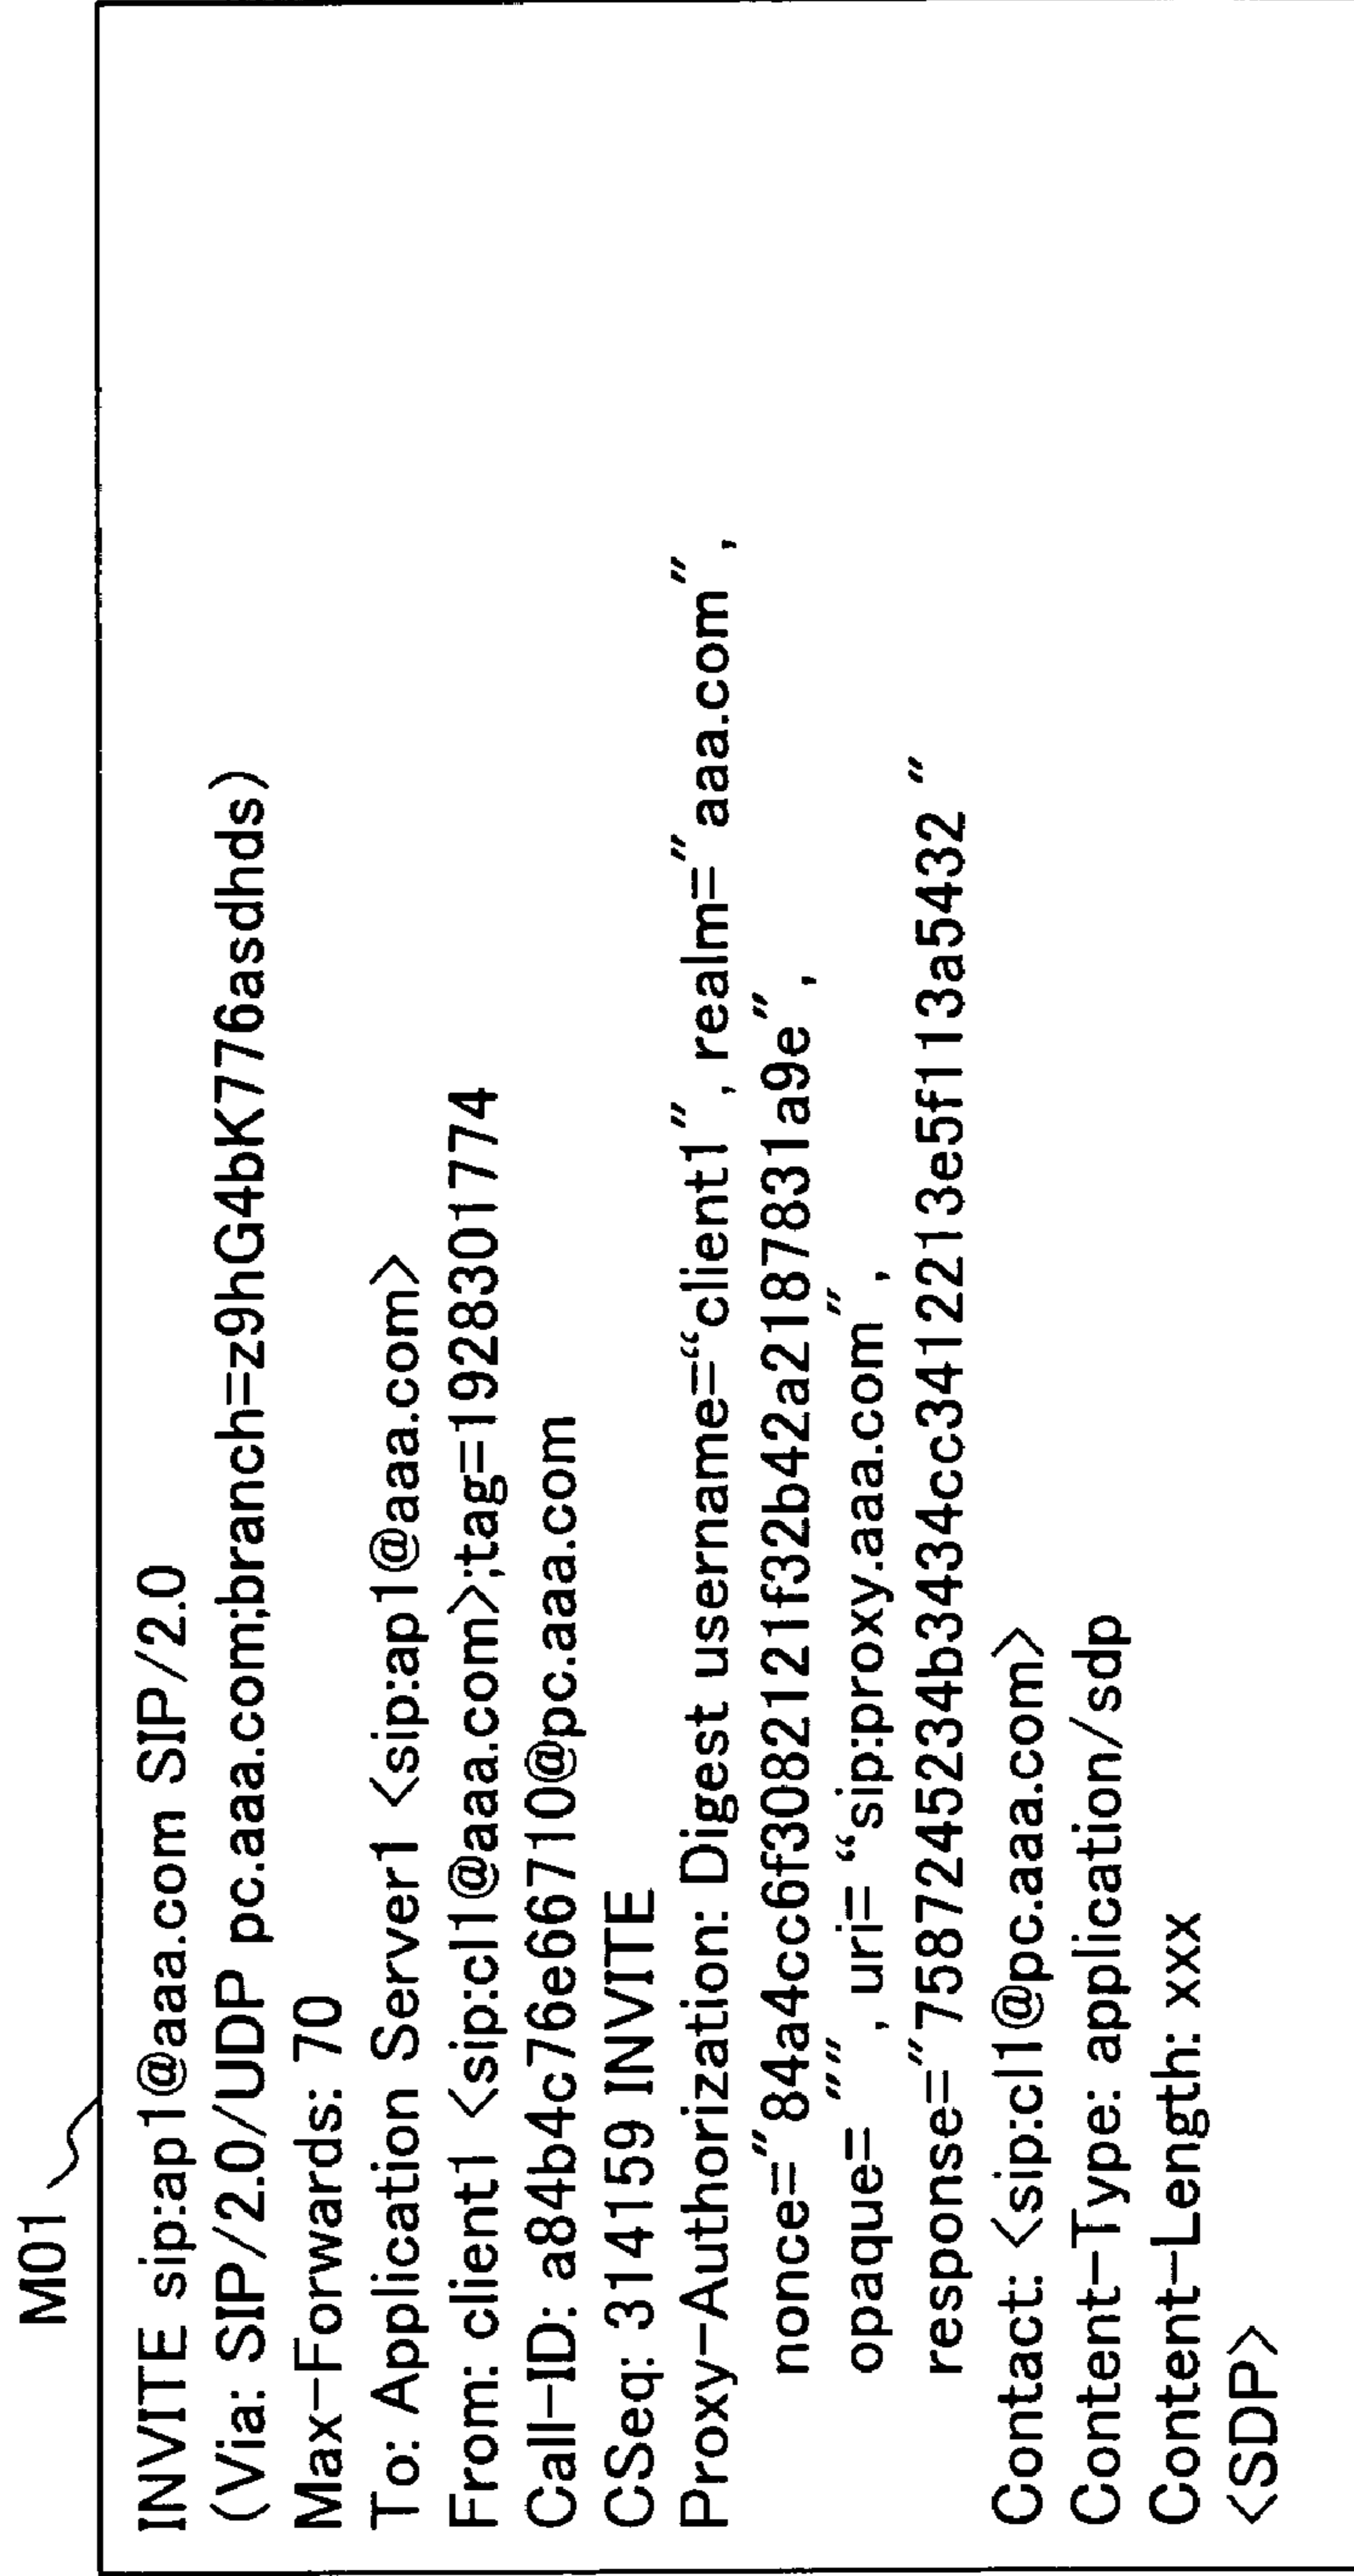 M01
INVITE sip:ap1@aaa.com SIP/2.0
(Via: SIP/2.0/UDP pc.aaa.com;branch=z9hG4bK776asdhds)
Max-Forwards: 70
To: Application Server1 <sip:ap1@aaa.com>
From: client1 <sip:cl1@aaa.com>;tag=1928301774
Call-ID: a84b4c76e66710@pc.aaa.com
CSeq: 314159 INVITE
Proxy-Authorization: Digest username=“client1”, realm=”aaa.com”,
nonce=”84a4cc6f3082121f32b42a2187831a9e”,
opaque=””, uri=“sip:proxy.aaa.com”,
response=”7587245234b3434cc3412213e5f113a5432 ”
Contact: <sip:cl1@pc.aaa.com>
Content-Type: application/sdp
Content-Length: xxx
<SDP>